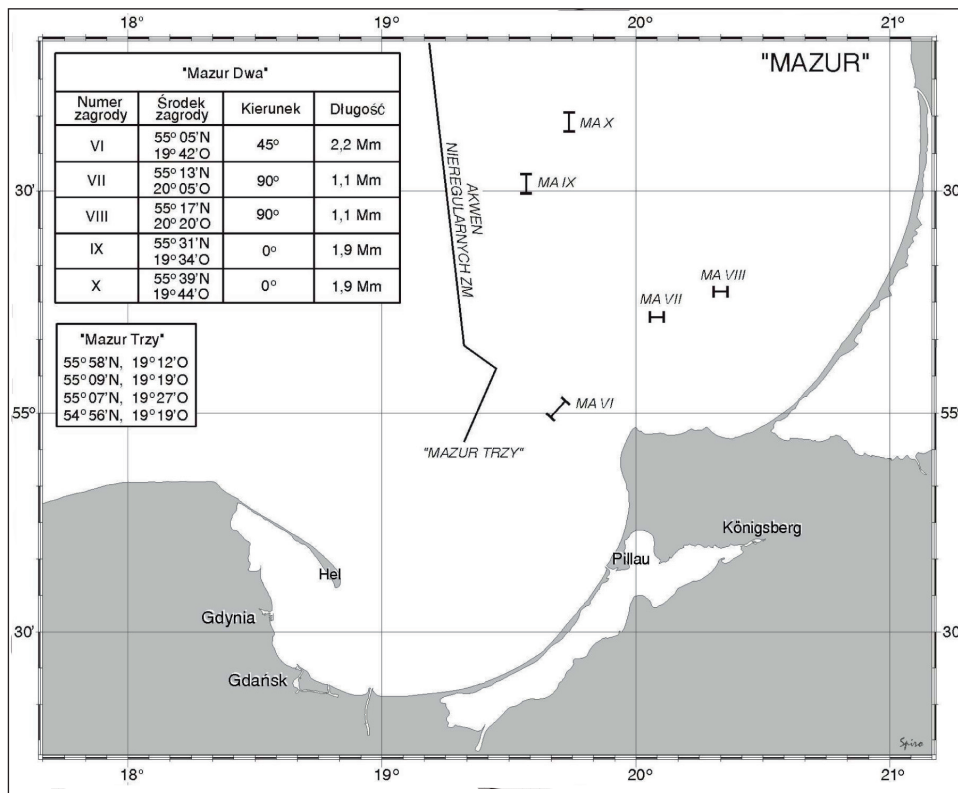 18° 19° 20° 21°
"MAZUR"
"Mazur Dwa"
Numer zagrody Środek zagrody Kierunek Długość
VI 55° 05'N 19° 42'O 45° 2,2 Mm
VII 55° 13'N 20° 05'O 90° 1,1 Mm
VIII 55° 17'N 20° 20'O 90° 1,1 Mm
IX 55° 31'N 19° 34'O 0° 1,9 Mm
X 55° 39'N 19° 44'O 0° 1,9 Mm
"Mazur Trzy"
55° 58'N, 19° 12'O
55° 09'N, 19° 19'O
55° 07'N, 19° 27'O
54° 56'N, 19° 19'O
AKWEN
NIEREGULARNYCH ZM
MA X
MA IX
30' 30'
MA VIII
MA VII
MA VI
55° 55°
"MAZUR TRZY"
Königsberg
Pillau
Hel
Gdynia
30' 30'
Gdańsk
Spiro
18° 19° 20° 21°